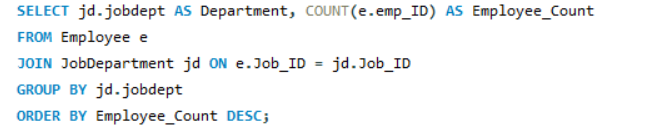 SELECT jd.jobdept AS Department, COUNT(e.emp_ID) AS Employee_Count
FROM Employee e
JOIN JobDepartment jd ON e.Job_ID = jd.Job_ID
GROUP BY jd.jobdept
ORDER BY Employee_Count DESC;